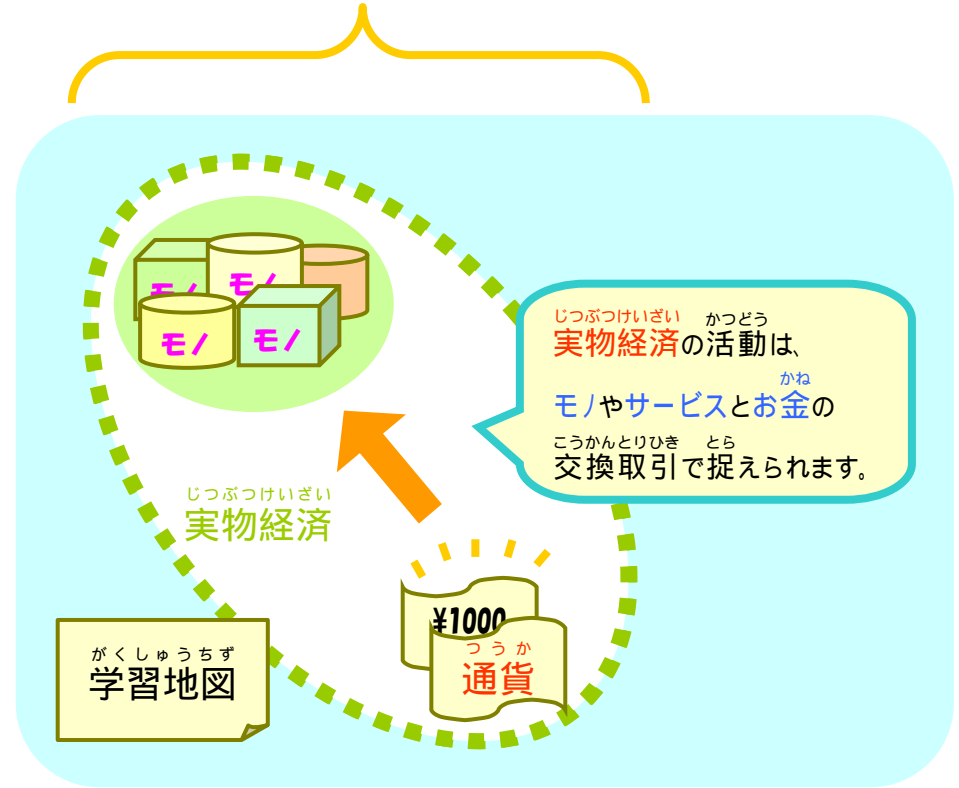 モノ
モノ
モノ
モノ
じつぶつけいざい かつどう
実物経済の活動は、
かね
モノやサービスとお金の
こうかんとりひき とら
交換取引で捉えられます。
じつぶつけいざい
実物経済
¥1000
つうか
通貨
がくしゅうちず
学習地図